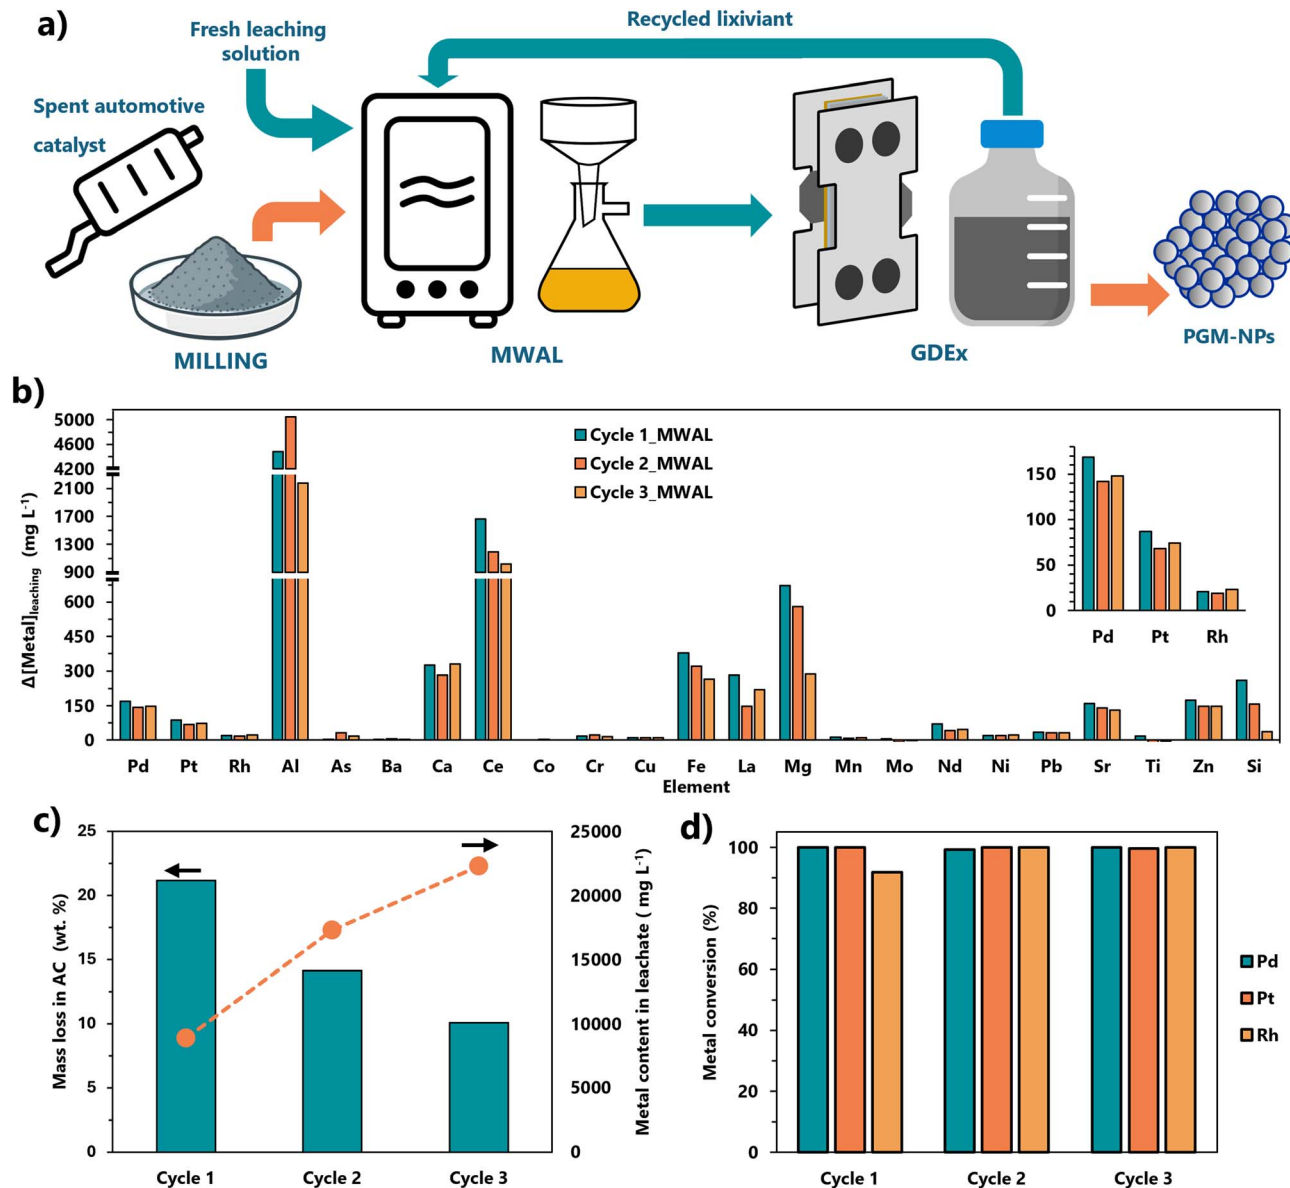 a)
Recycled lixiviant
Fresh leaching
solution
Spent automotive
catalyst
MILLING
MWAL
GDEx
PGM-NPs
b)
Δ[Metal]leaching (mg L-1)
5000
4600
4200
2100
1700
1300
900
600
450
300
150
0
Cycle 1_MWAL
Cycle 2_MWAL
Cycle 3_MWAL
150
100
50
0
Pd Pt Rh
Pd Pt Rh Al As Ba Ca Ce Co Cr Cu Fe La Mg Mn Mo Nd Ni Pb Sr Ti Zn Si
Element
c)
Mass loss in AC (wt. %)
25
20
15
10
5
0
25000
20000
15000
10000
5000
0
Metal content in leachate ( mg L-1)
Cycle 1 Cycle 2 Cycle 3
d)
Metal conversion (%)
100
80
60
40
20
0
Cycle 1 Cycle 2 Cycle 3
Pd
Pt
Rh